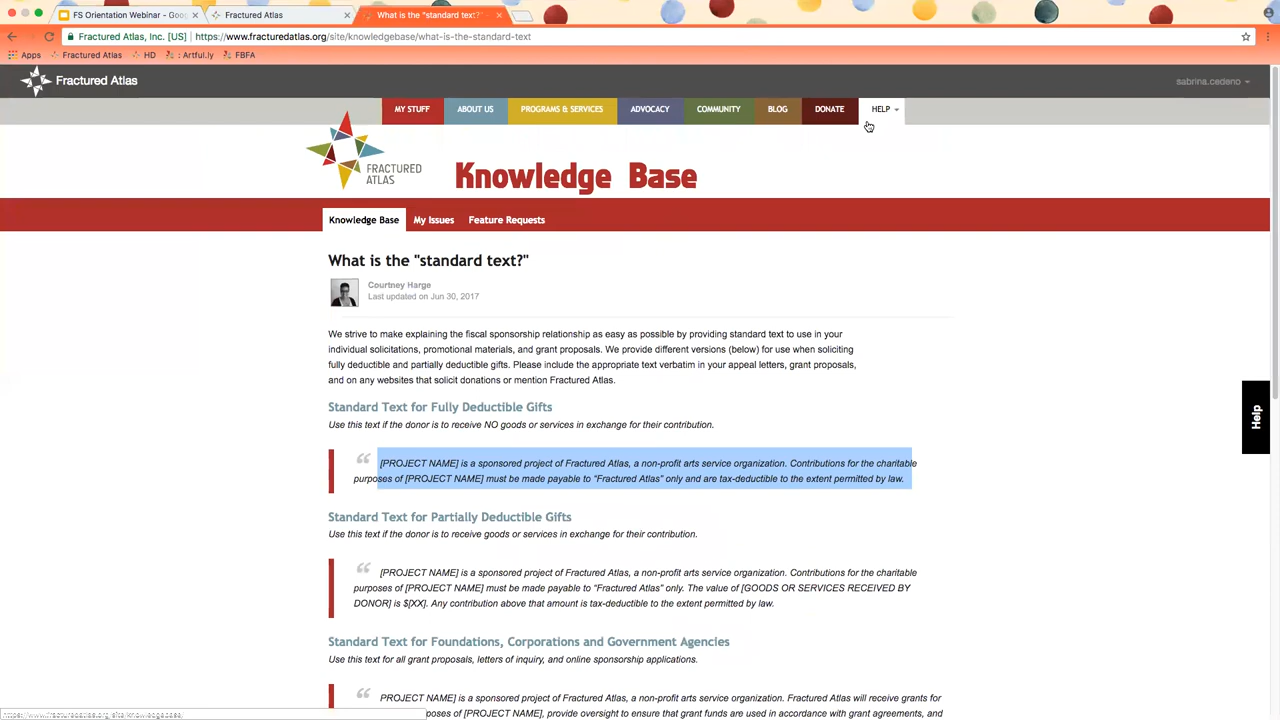 FS Orientation Webinar - Goo
Fractured Atlas
What is the "standard text?"
Fractured Atlas, Inc. [US] https://www.fracturedatlas.org/site/knowledgebase/what-is-the-standard-text
Apps Fractured Atlas HD : Artful.ly FBFA
Fractured Atlas
sabrina.cedeno
MY STUFF ABOUT US PROGRAMS & SERVICES ADVOCACY COMMUNITY BLOG DONATE HELP
FRACTURED
ATLAS
Knowledge Base
Knowledge Base My Issues Feature Requests
What is the "standard text?"
Courtney Harge
Last updated on Jun 30, 2017
We strive to make explaining the fiscal sponsorship relationship as easy as possible by providing standard text to use in your
individual solicitations, promotional materials, and grant proposals. We provide different versions (below) for use when soliciting
fully deductible and partially deductible gifts. Please include the appropriate text verbatim in your appeal letters, grant proposals,
and on any websites that solicit donations or mention Fractured Atlas.
Help
Standard Text for Fully Deductible Gifts
Use this text if the donor is to receive NO goods or services in exchange for their contribution.
“ [PROJECT NAME] is a sponsored project of Fractured Atlas, a non-profit arts service organization. Contributions for the charitable
purposes of [PROJECT NAME] must be made payable to “Fractured Atlas” only and are tax-deductible to the extent permitted by law.
Standard Text for Partially Deductible Gifts
Use this text if the donor is to receive goods or services in exchange for their contribution.
“ [PROJECT NAME] is a sponsored project of Fractured Atlas, a non-profit arts service organization. Contributions for the charitable
purposes of [PROJECT NAME] must be made payable to “Fractured Atlas” only. The value of [GOODS OR SERVICES RECEIVED BY
DONOR] is $[XX]. Any contribution above that amount is tax-deductible to the extent permitted by law.
Standard Text for Foundations, Corporations and Government Agencies
Use this text for all grant proposals, letters of inquiry, and online sponsorship applications.
“ [PROJECT NAME] is a sponsored project of Fractured Atlas, a non-profit arts service organization. Fractured Atlas will receive grants for
poses of [PROJECT NAME], provide oversight to ensure that grant funds are used in accordance with grant agreements, and